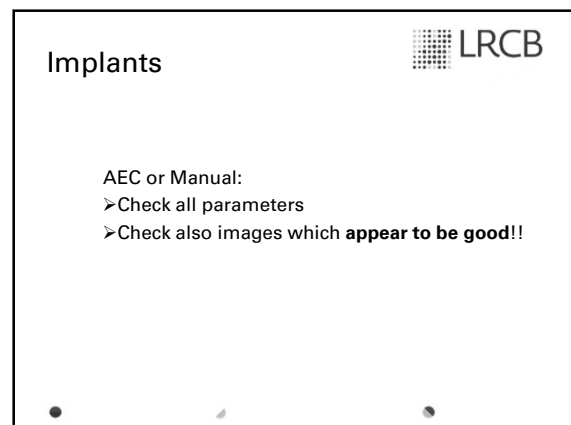 LRCB
Implants
AEC or Manual:
➢Check all parameters
➢Check also images which appear to be good!!